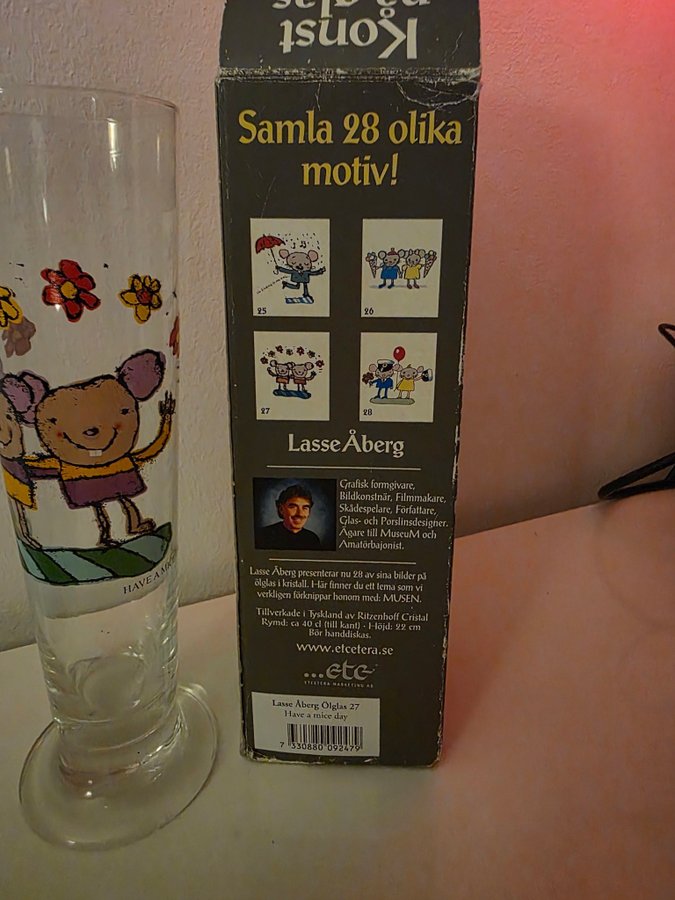 Konst
på glas
Samla 28 olika
motiv!
25
26
27
28
Lasse Åberg
Grafisk formgivare,
Bildkonstnär, Filmmakare,
Skådespelare, Författare,
Glas- och Porslinsdesigner.
Ägare till MuseuM och
Amatörbajonist.
Lasse Åberg presenterar nu 28 av sina bilder på
ölglas i kristall. Här finner du ett tema som vi
verkligen förknippar honom med: MUSEN.
Tillverkade i Tyskland av Ritzenhoff Cristal
Rymd: ca 40 cl (till kant) · Höjd: 22 cm
Bör handdiskas.
www.etcetera.se
...etc
ETCETERA MARKETING AB
Lasse Åberg Ölglas 27
Have a mice day
7 330880 092479
HAVE A